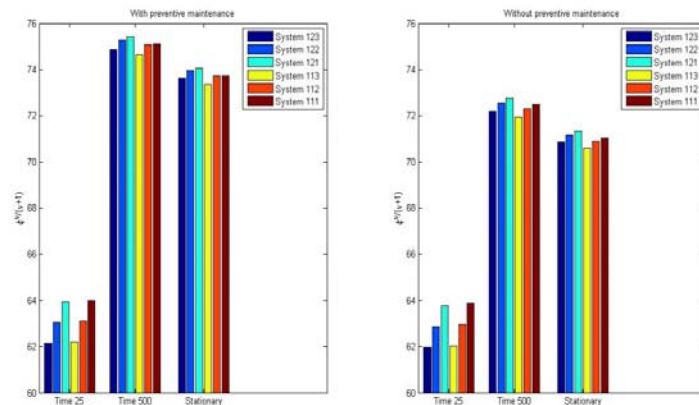 With preventive maintenance
76
74
72
70
68
66
64
62
60
System 123
System 122
System 121
System 113
System 112
System 111
Time 25
Time 500
Stationary
Without preventive maintenance
76
74
72
70
68
66
64
62
60
System 123
System 122
System 121
System 113
System 112
System 111
Time 25
Time 500
Stationary